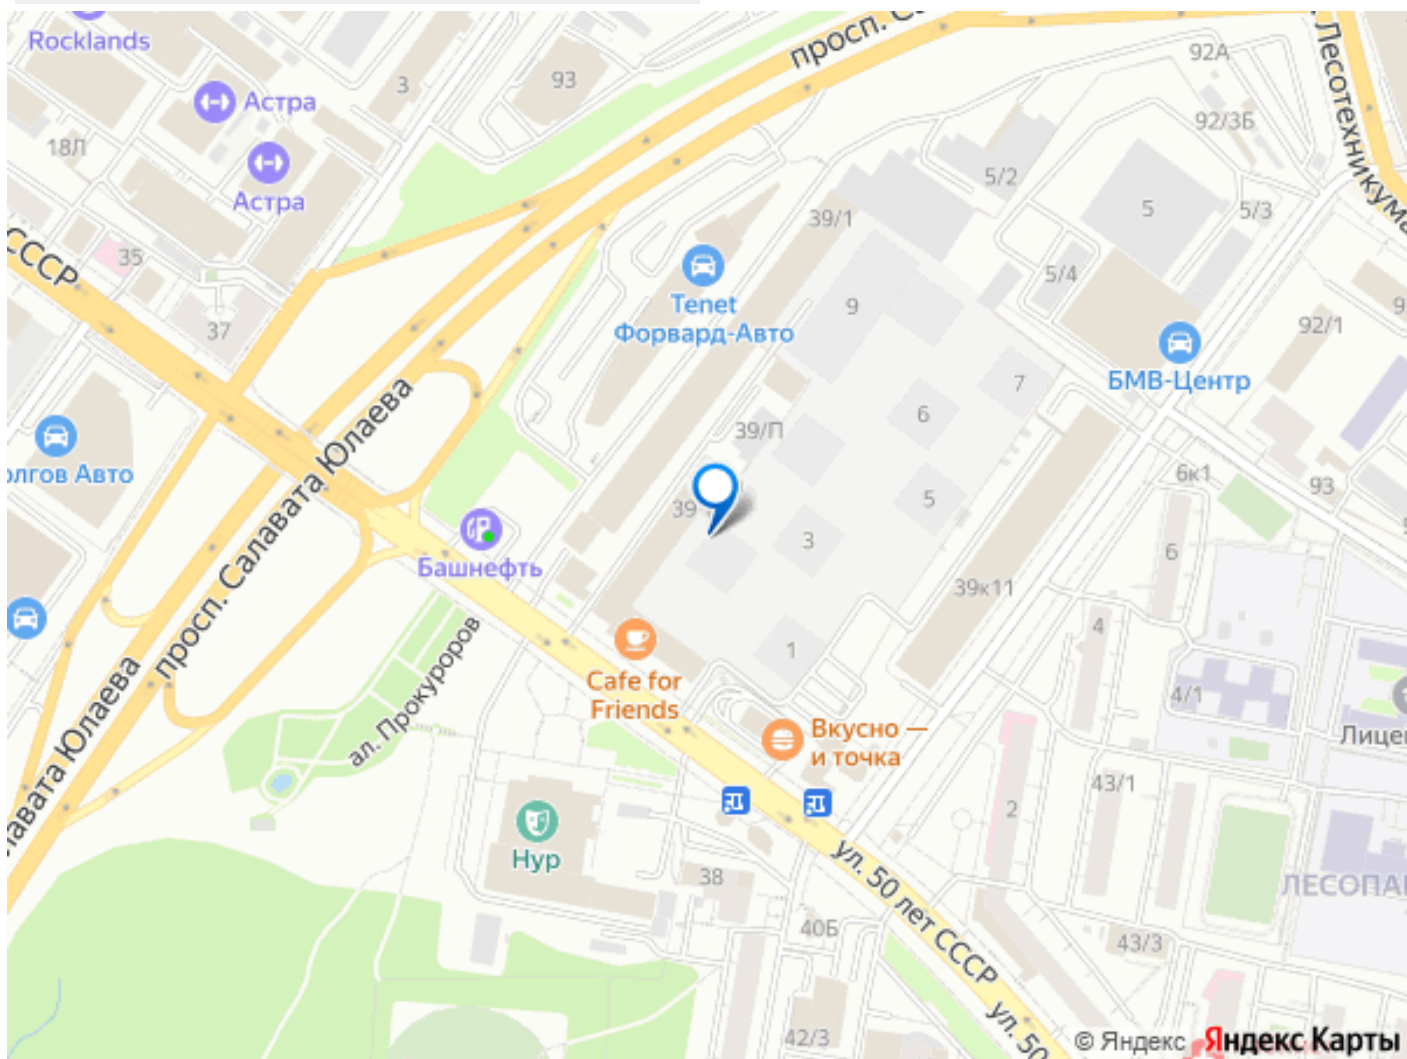 Rocklands
Астра
Астра
18Л
3
93
просп. С
92А
Лесотехникума
92/3Б
5/2
5
5/3
39/1
35
СССР
37
Tenet
Форвард-Авто
9
5/4
92/1
9
БМВ-Центр
7
6
39/П
олгов Авто
просп. Салавата Юлаева
39
5
3
6к1
93
Башнефть
6
39к11
4
1
Cafe for
Friends
ал. Прокуроров
4/1
Лице
Вкусно —
и точка
авата Юлаева
43/1
2
Нур
38
ул. 50 лет СССР
ЛЕСОПА
40Б
43/3
42/3
ул. 50
© Яндекс Яндекс Карты